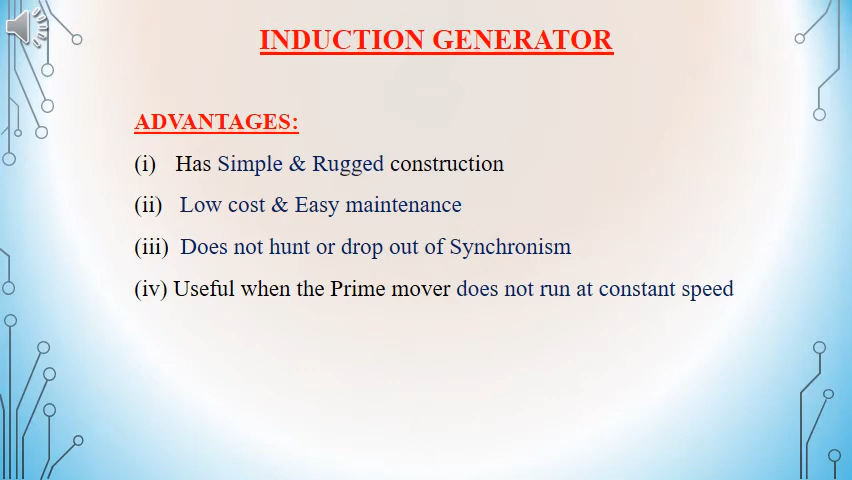 INDUCTION GENERATOR
ADVANTAGES:
(i) Has Simple & Rugged construction
(ii) Low cost & Easy maintenance
(iii) Does not hunt or drop out of Synchronism
(iv) Useful when the Prime mover does not run at constant speed